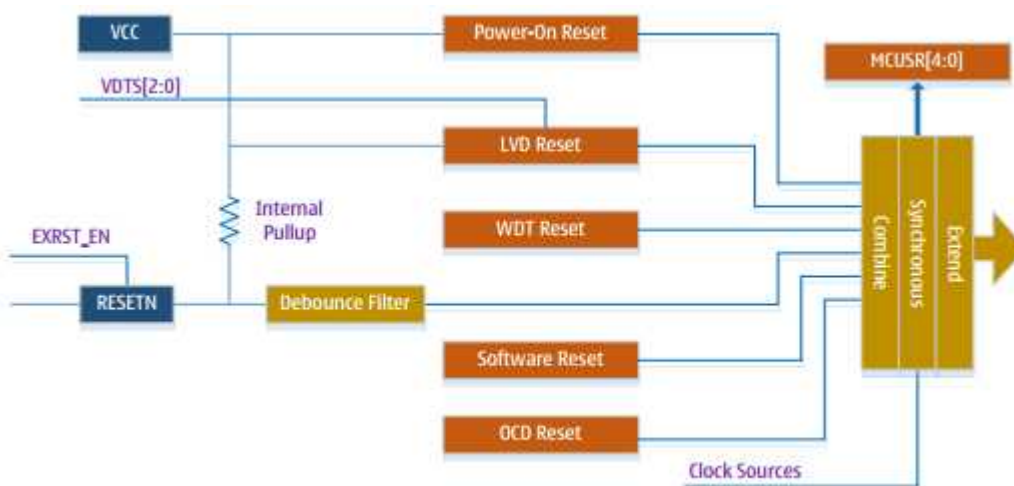 VCC
Power-On Reset
MCUSR[4:0]
VDTS[2:0]
LVD Reset
Internal
Pullup
WDT Reset
EXRST_EN
RESETN
Debounce Filter
Combine
Synchronous
Extend
Software Reset
OCD Reset
Clock Sources